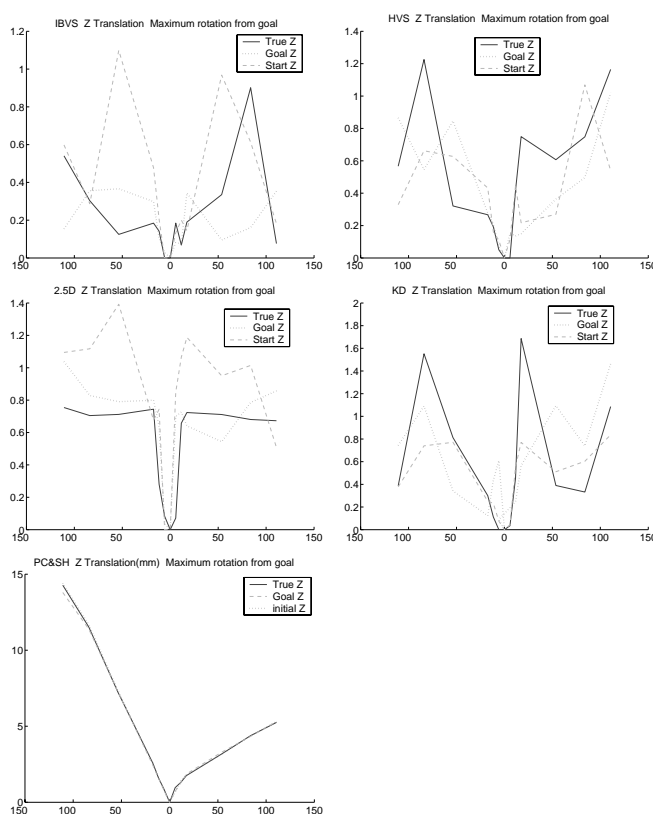 IBVS Z Translation Maximum rotation from goal
1.2
1
0.8
0.6
0.4
0.2
0
150 100 50 0 50 100 150
True Z
Goal Z
Start Z
HVS Z Translation Maximum rotation from goal
1.4
1.2
1
0.8
0.6
0.4
0.2
0
150 100 50 0 50 100 150
True Z
Goal Z
Start Z
2.5D Z Translation Maximum rotation from goal
1.4
1.2
1
0.8
0.6
0.4
0.2
0
150 100 50 0 50 100 150
True Z
Goal Z
Start Z
KD Z Translation Maximum rotation from goal
2
1.8
1.6
1.4
1.2
1
0.8
0.6
0.4
0.2
0
150 100 50 0 50 100 150
True Z
Goal Z
Start Z
PC&SH Z Translation(mm) Maximum rotation from goal
15
10
5
0
150 100 50 0 50 100 150
True Z
Goal Z
initial Z